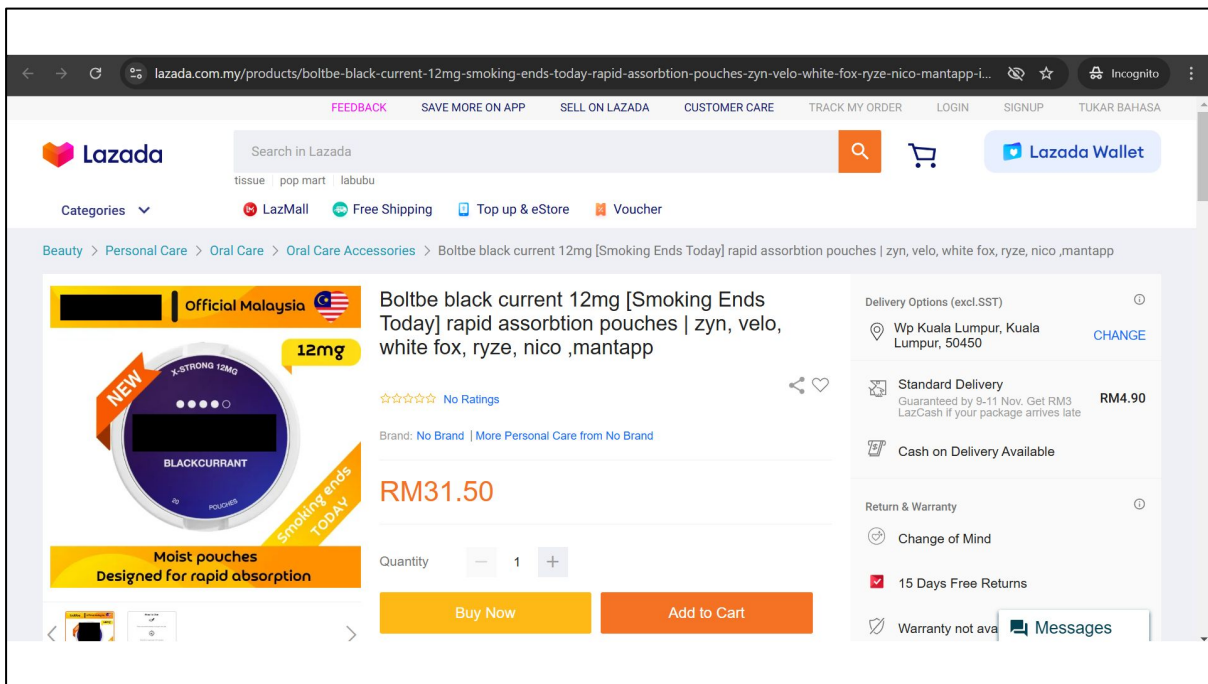 lazada.com.my/products/boltbe-black-current-12mg-smoking-ends-today-rapid-assorbtion-pouches-zyn-velo-white-fox-ryze-nico-mantapp-i...
Incognito
FEEDBACK SAVE MORE ON APP SELL ON LAZADA CUSTOMER CARE TRACK MY ORDER LOGIN SIGNUP TUKAR BAHASA
Lazada
Search in Lazada
Lazada Wallet
tissue pop mart labubu
Categories LazMall Free Shipping Top up & eStore Voucher
Beauty > Personal Care > Oral Care > Oral Care Accessories > Boltbe black current 12mg [Smoking Ends Today] rapid assorbtion pouches | zyn, velo, white fox, ryze, nico ,mantapp
Official Malaysia
12mg
NEW
X-STRONG 12MG
BLACKCURRANT
20 POUCHES
Smoking ends
TODAY
Moist pouches
Designed for rapid absorption
Boltbe black current 12mg [Smoking Ends
Today] rapid assorbtion pouches | zyn, velo,
white fox, ryze, nico ,mantapp
No Ratings
Brand: No Brand | More Personal Care from No Brand
RM31.50
Quantity 1
Buy Now Add to Cart
Delivery Options (excl.SST)
Wp Kuala Lumpur, Kuala
Lumpur, 50450
CHANGE
Standard Delivery
RM4.90
Guaranteed by 9-11 Nov. Get RM3
LazCash if your package arrives late
Cash on Delivery Available
Return & Warranty
Change of Mind
15 Days Free Returns
Warranty not ava
Messages